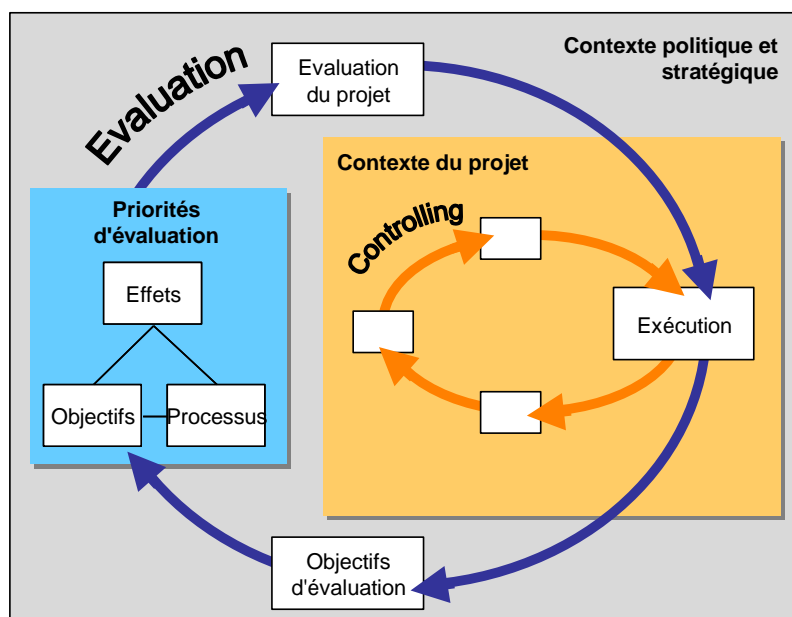 Evaluation
Evaluation
du projet
Contexte politique et
stratégique
Contexte du projet
Controlling
Priorités
d'évaluation
Effets
Objectifs
Processus
Exécution
Objectifs
d'évaluation